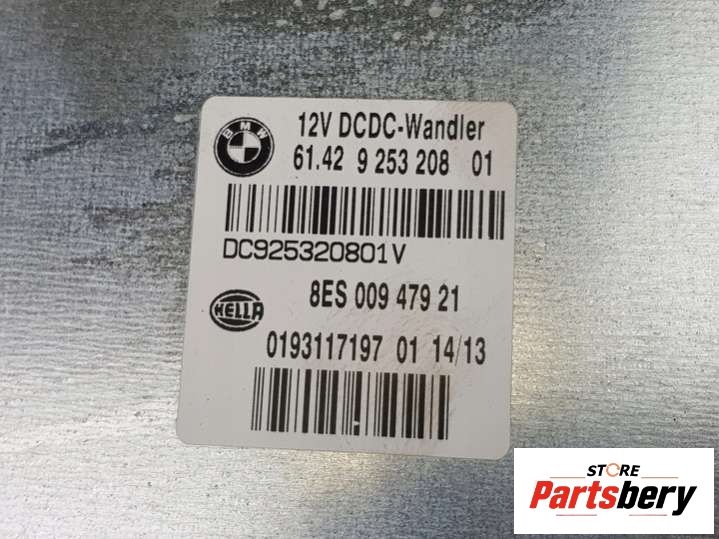 BMW
12V DCDC-Wandler
61.42 9 253 208 01
DC925320801V
HELLA
8ES 009 479 21
0193117197 01 14/13
STORE
Partsbery